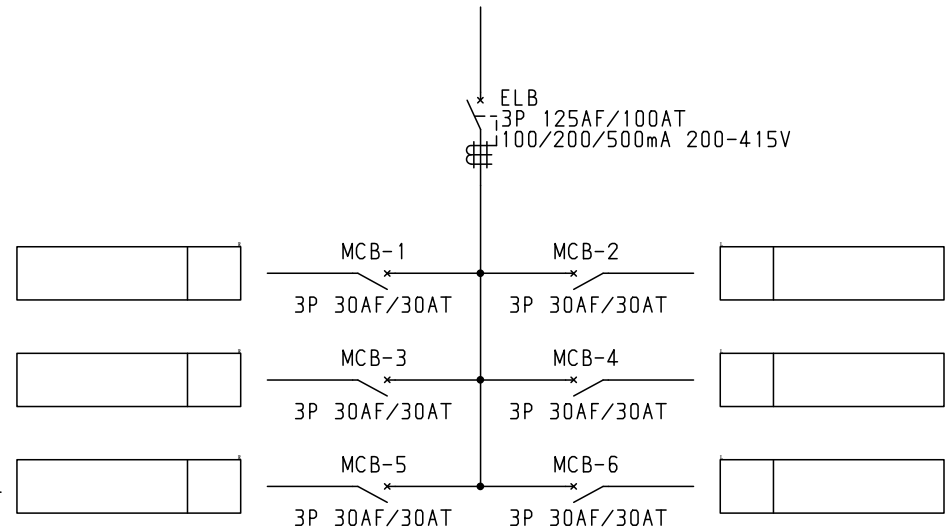 ELB
3P 125AF/100AT
100/200/500mA 200-415V
MCB-1
MCB-2
3P 30AF/30AT
3P 30AF/30AT
MCB-3
MCB-4
3P 30AF/30AT
3P 30AF/30AT
MCB-5
MCB-6
3P 30AF/30AT
3P 30AF/30AT